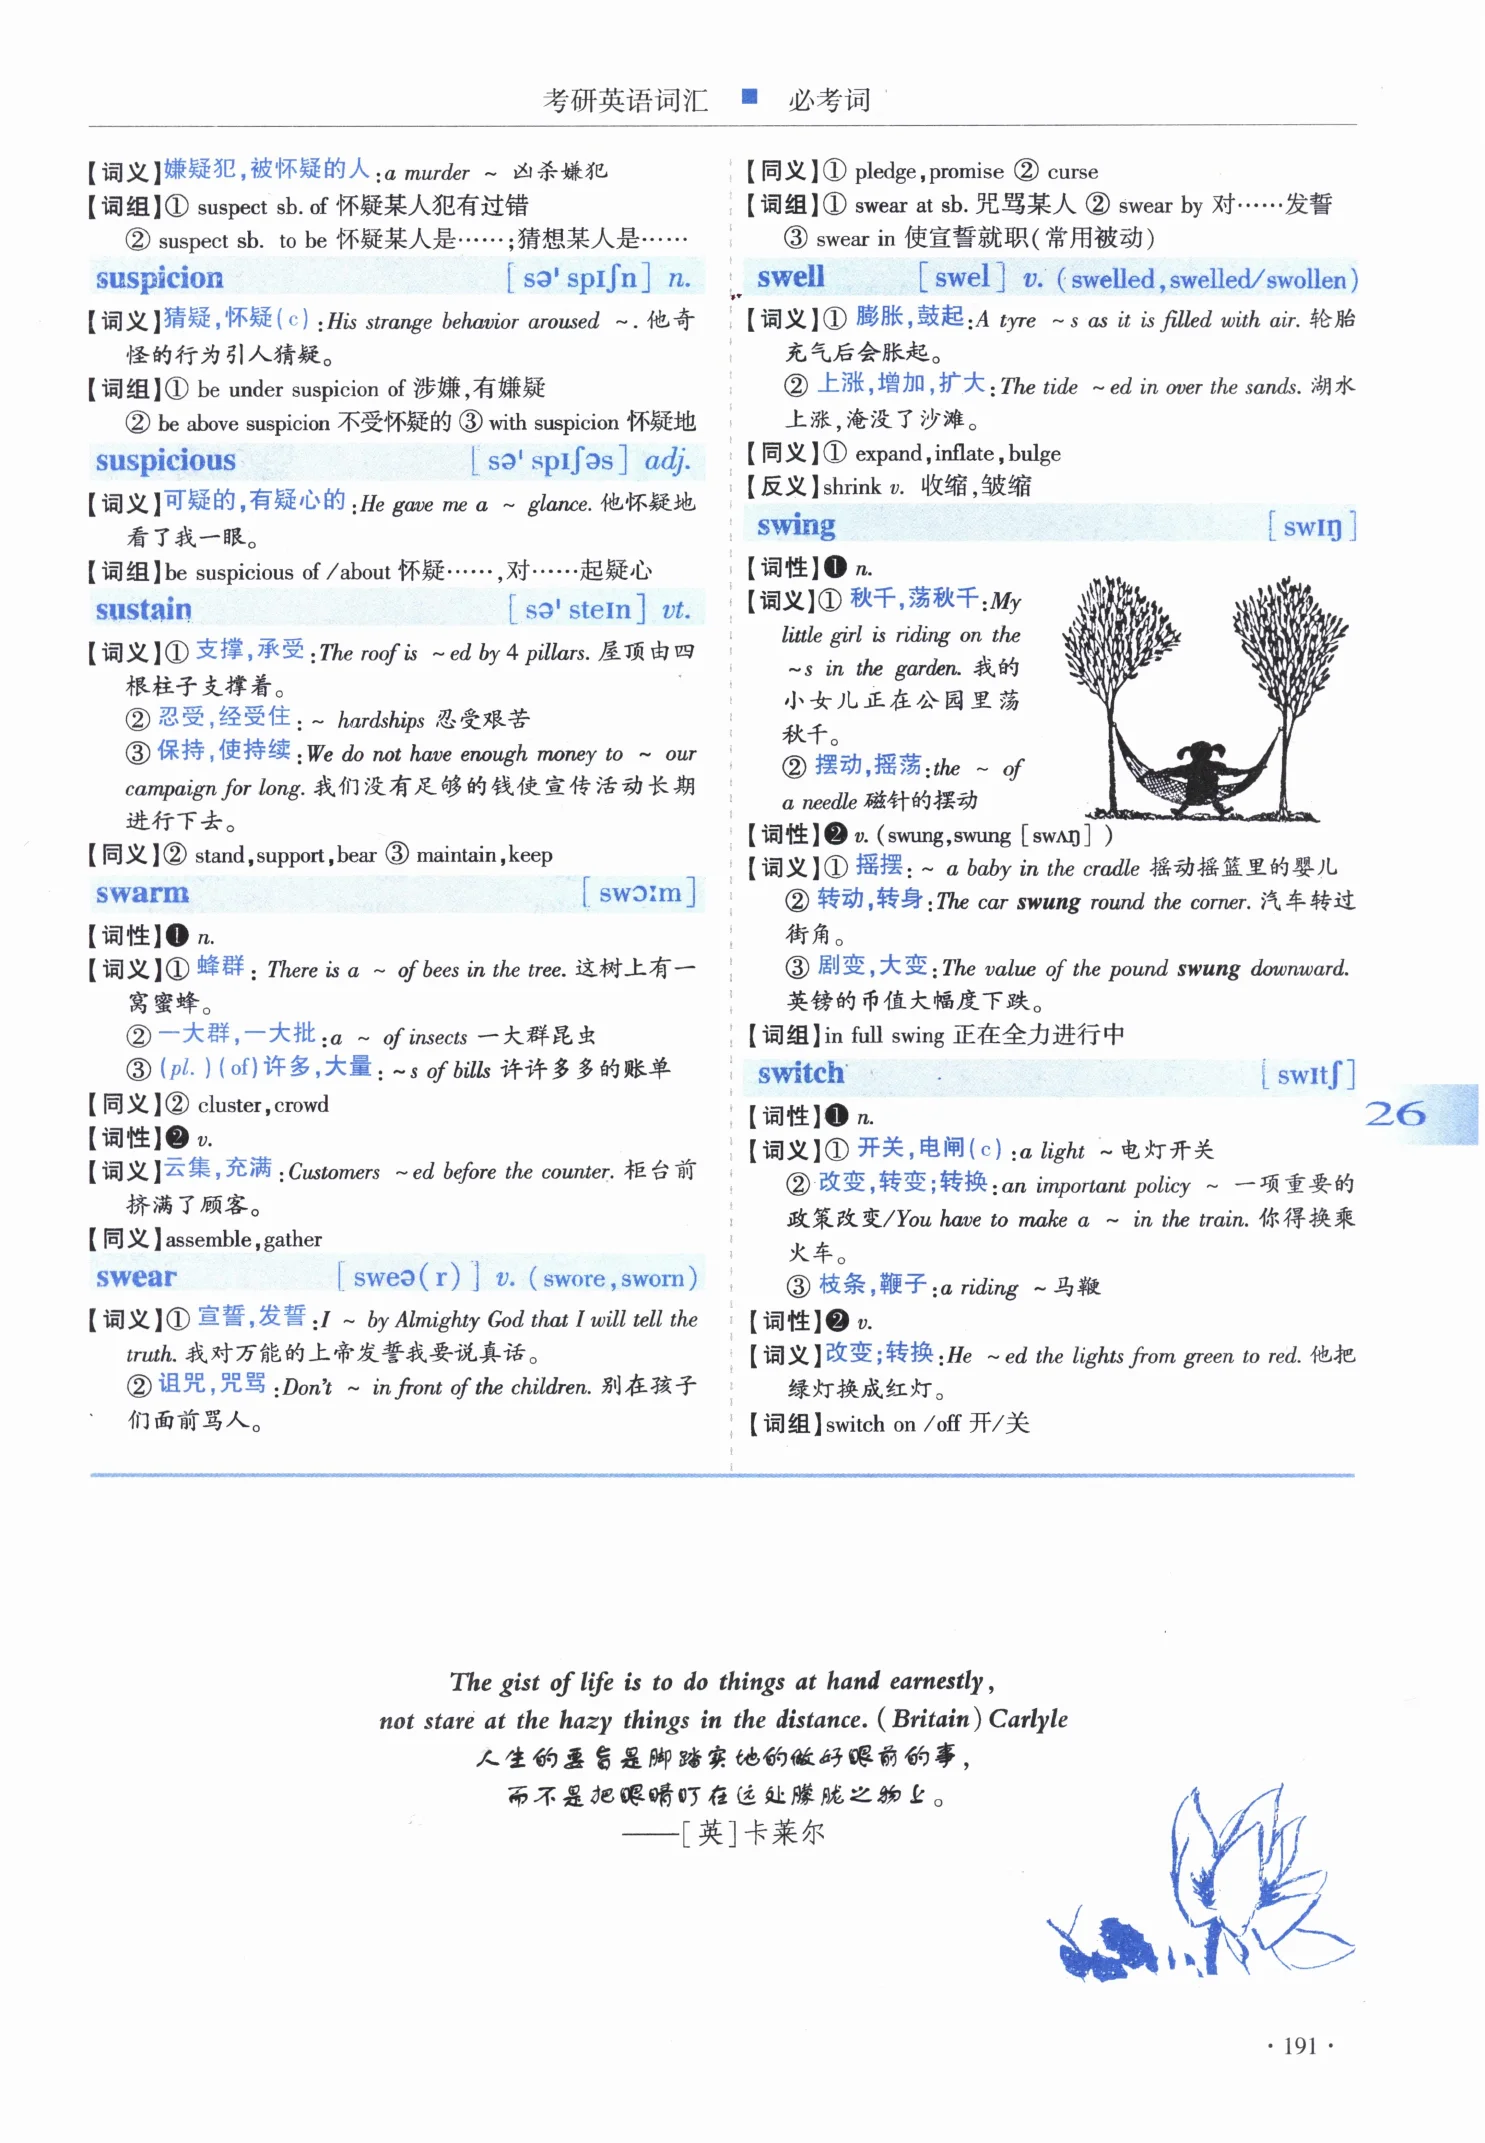 考研英语词汇 ■ 必考词
【词义】嫌疑犯,被怀疑的人:a murder ~ 凶杀嫌犯
【词组】① suspect sb. of 怀疑某人犯有过错
② suspect sb. to be 怀疑某人是……;猜想某人是……
suspicion [sə'spɪʃn] n.
【词义】猜疑,怀疑(c):His strange behavior aroused ~. 他奇
怪的行为引人猜疑。
【词组】① be under suspicion of 涉嫌,有嫌疑
② be above suspicion 不受怀疑的 ③ with suspicion 怀疑地
suspicious [sə'spɪʃəs] adj.
【词义】可疑的,有疑心的:He gave me a ~ glance. 他怀疑地
看了我一眼。
【词组】be suspicious of /about 怀疑……,对……起疑心
sustain [sə'steɪn] vt.
【词义】① 支撑,承受:The roof is ~ed by 4 pillars. 屋顶由四
根柱子支撑着。
② 忍受,经受住: ~ hardships 忍受艰苦
③ 保持,使持续:We do not have enough money to ~ our
campaign for long. 我们没有足够的钱使宣传活动长期
进行下去。
【同义】② stand,support,bear ③ maintain,keep
swarm [swɔːm]
【词性】❶ n.
【词义】① 蜂群: There is a ~ of bees in the tree. 这树上有一
窝蜜蜂。
② 一大群,一大批:a ~ of insects 一大群昆虫
③ (pl.)(of)许多,大量: ~s of bills 许许多多的账单
【同义】② cluster,crowd
【词性】❷ v.
【词义】云集,充满:Customers ~ed before the counter. 柜台前
挤满了顾客。
【同义】assemble,gather
swear [sweə(r)] v. (swore,sworn)
【词义】① 宣誓,发誓:I ~ by Almighty God that I will tell the
truth. 我对万能的上帝发誓我要说真话。
② 诅咒,咒骂:Don't ~ in front of the children. 别在孩子
们面前骂人。
【同义】① pledge,promise ② curse
【词组】① swear at sb. 咒骂某人 ② swear by 对……发誓
③ swear in 使宣誓就职(常用被动)
swell [swel] v. (swelled,swelled/swollen)
【词义】① 膨胀,鼓起:A tyre ~s as it is filled with air. 轮胎
充气后会胀起。
② 上涨,增加,扩大:The tide ~ed in over the sands. 湖水
上涨,淹没了沙滩。
【同义】① expand,inflate,bulge
【反义】shrink v. 收缩,皱缩
swing [swɪŋ]
【词性】❶ n.
【词义】① 秋千,荡秋千:My
little girl is riding on the
~s in the garden. 我的
小女儿正在公园里荡
秋千。
② 摆动,摇荡:the ~ of
a needle 磁针的摆动
【词性】❷ v. (swung,swung [swʌŋ] )
【词义】① 摇摆: ~ a baby in the cradle 摇动摇篮里的婴儿
② 转动,转身:The car swung round the corner. 汽车转过
街角。
③ 剧变,大变:The value of the pound swung downward.
英镑的币值大幅度下跌。
【词组】in full swing 正在全力进行中
switch [swɪtʃ]
【词性】❶ n.
【词义】① 开关,电闸(c):a light ~ 电灯开关
② 改变,转变;转换:an important policy ~ 一项重要的
政策改变/You have to make a ~ in the train. 你得换乘
火车。
③ 枝条,鞭子:a riding ~ 马鞭
【词性】❷ v.
【词义】改变;转换:He ~ed the lights from green to red. 他把
绿灯换成红灯。
【词组】switch on /off 开/关
26
The gist of life is to do things at hand earnestly,
not stare at the hazy things in the distance. (Britain) Carlyle
人生的要旨是脚踏实地的做好眼前的事,
而不是把眼睛盯在远处朦胧之物上。
——[英]卡莱尔
· 191 ·